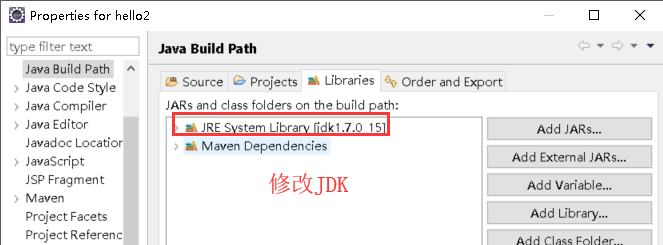 Properties for hello2
type filter text
Java Build Path
Java Code Style
Java Compiler
Java Editor
Javadoc Location
JavaScript
JSP Fragment
Maven
Project Facets
Project Referenc
Java Build Path
Source
Projects
Libraries
Order and Export
JARs and class folders on the build path:
JRE System Library [jdk1.7.0_15]
Maven Dependencies
修改JDK
Add JARs...
Add External JARs...
Add Variable...
Add Library...
Add Class Folder...